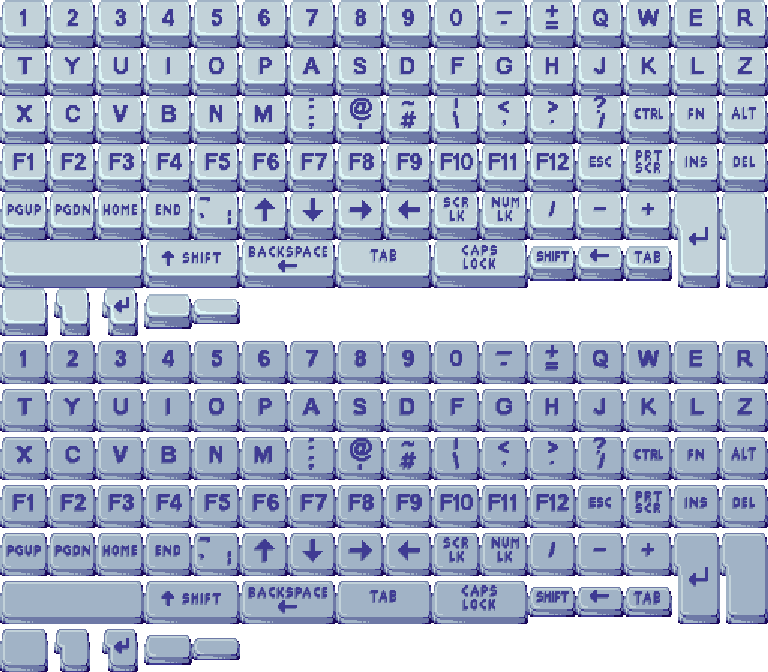 1 2 3 4 5 6 7 8 9 0 - ± Q W E R
T Y U I O P A S D F G H J K L Z
X C V B N M : ; @ ' ~ # | \ < , > . ? / CTRL FN ALT
F1 F2 F3 F4 F5 F6 F7 F8 F9 F10 F11 F12 ESC PRT SCR INS DEL
PGUP PGDN HOME END ↑ ↓ → ← SCR LK NUM LK / - + ↵
↑ SHIFT BACKSPACE ← TAB CAPS LOCK SHIFT ← TAB
↵
1 2 3 4 5 6 7 8 9 0 - ± Q W E R
T Y U I O P A S D F G H J K L Z
X C V B N M : ; @ ' ~ # | \ < , > . ? / CTRL FN ALT
F1 F2 F3 F4 F5 F6 F7 F8 F9 F10 F11 F12 ESC PRT SCR INS DEL
PGUP PGDN HOME END ↑ ↓ → ← SCR LK NUM LK / - + ↵
↑ SHIFT BACKSPACE ← TAB CAPS LOCK SHIFT ← TAB
↵